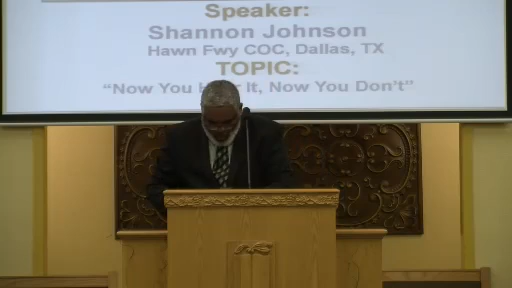 Speaker:
Shannon Johnson
Hawn Fwy COC, Dallas, TX
TOPIC:
"Now You H r It, Now You Don't"